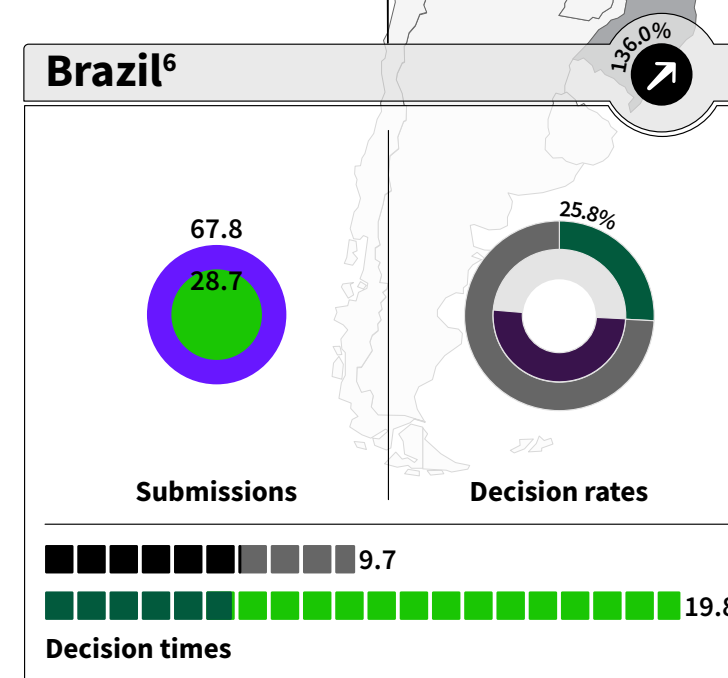 136.0%
Brazil⁶
67.8
28.7
25.8%
Submissions
Decision rates
9.7
19.8
Decision times